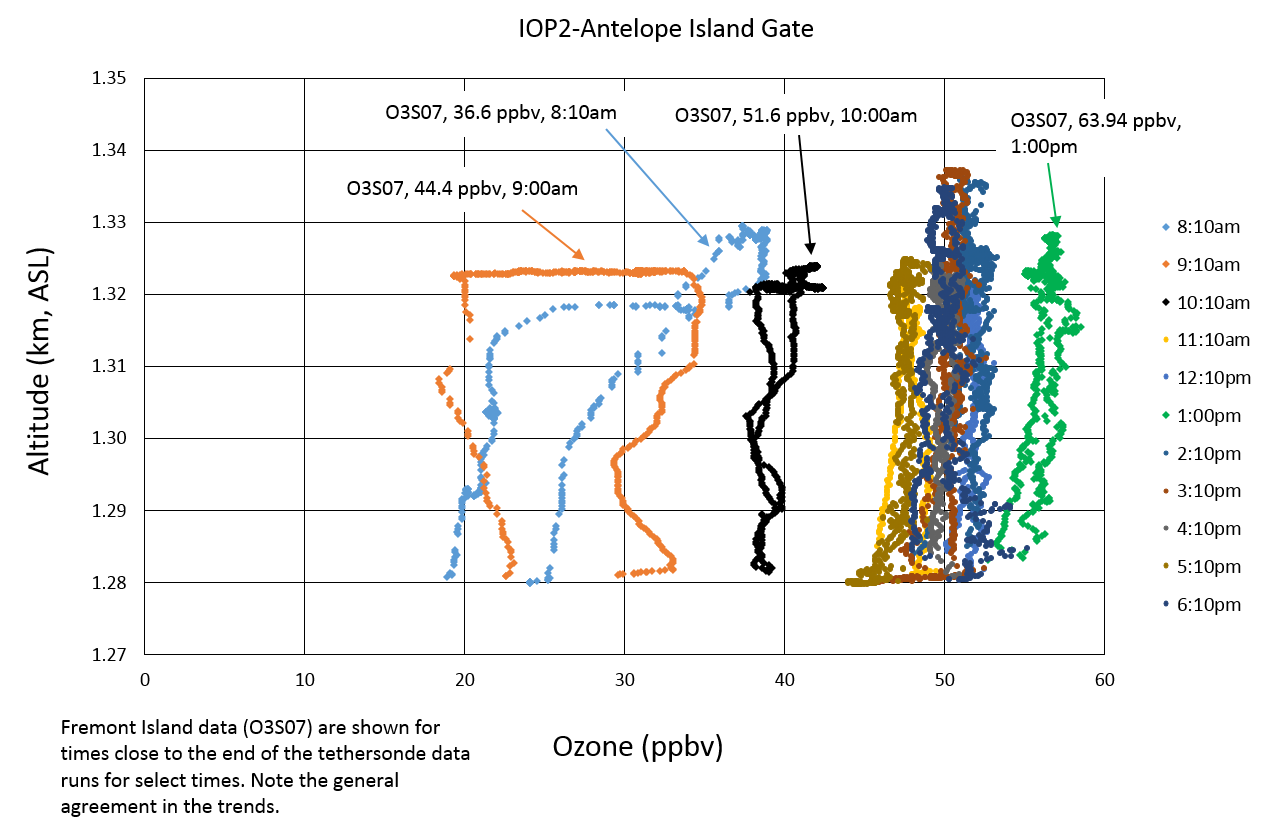 IOP2-Antelope Island Gate
1.35
1.34
1.33
1.32
1.31
1.30
1.29
1.28
1.27
Altitude (km, ASL)
O3S07, 36.6 ppbv, 8:10am
O3S07, 51.6 ppbv, 10:00am
O3S07, 63.94 ppbv,
1:00pm
O3S07, 44.4 ppbv, 9:00am
8:10am
9:10am
10:10am
11:10am
12:10pm
1:00pm
2:10pm
3:10pm
4:10pm
5:10pm
6:10pm
0 10 20 30 40 50 60
Ozone (ppbv)
Fremont Island data (O3S07) are shown for
times close to the end of the tethersonde data
runs for select times. Note the general
agreement in the trends.